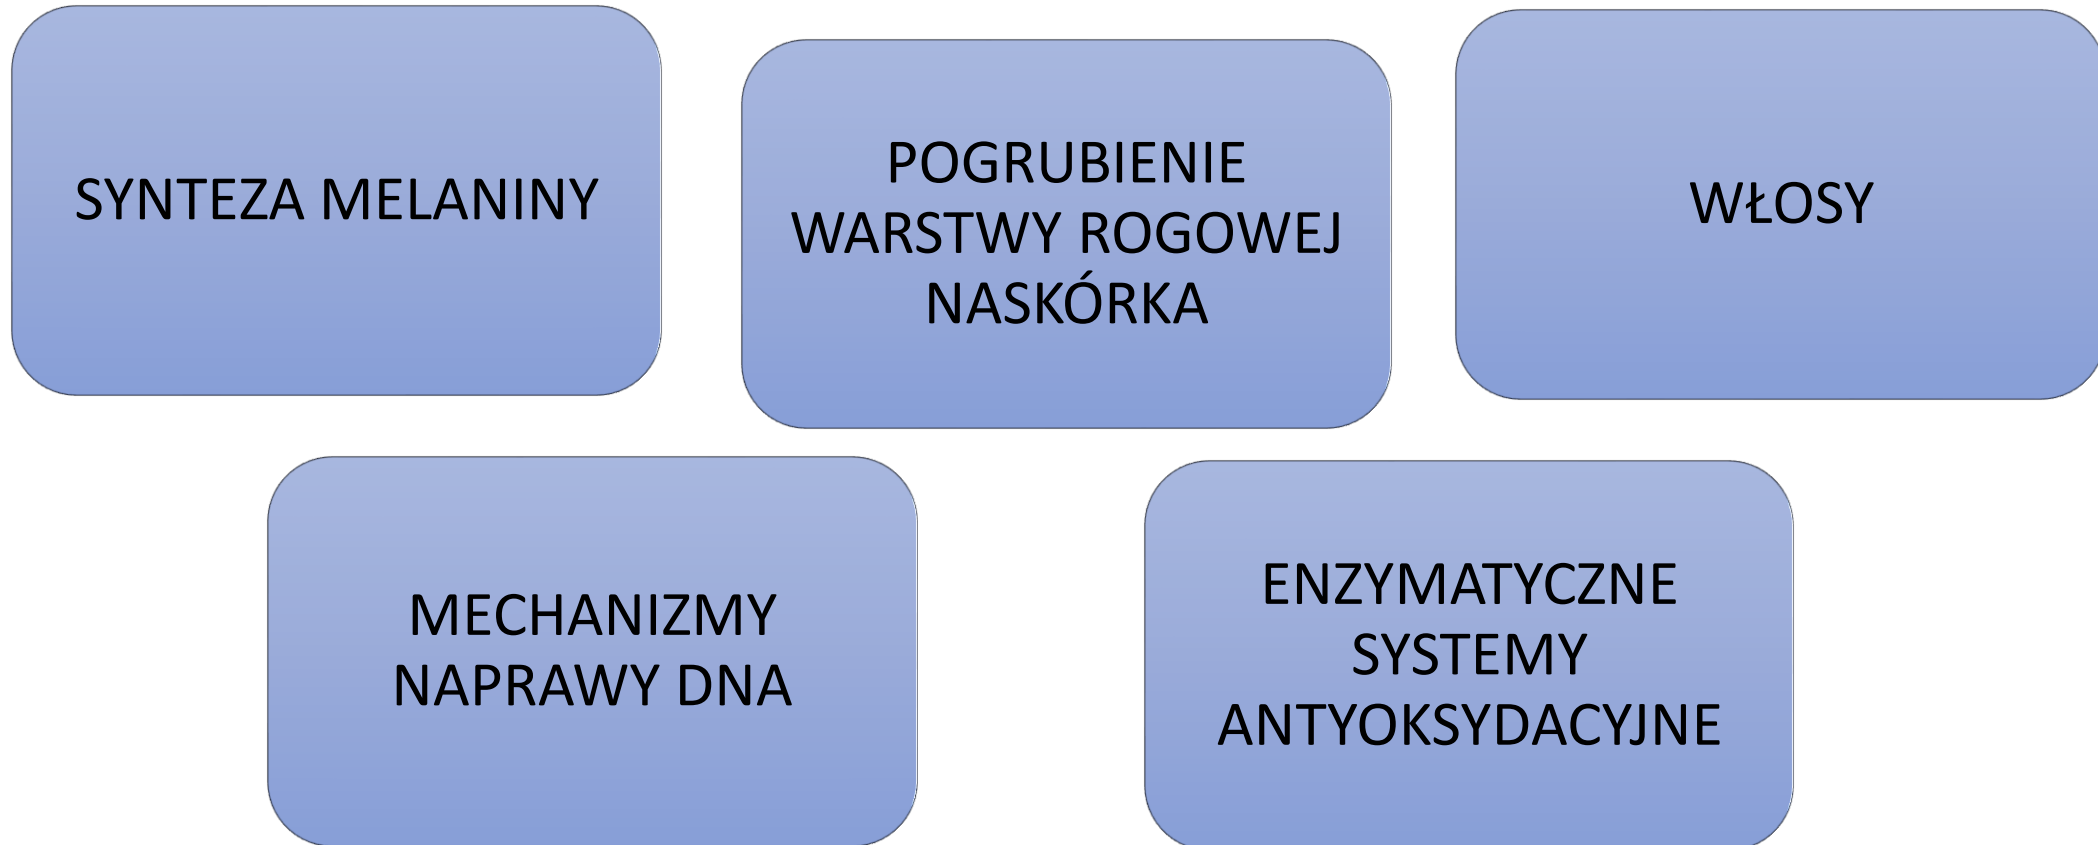 SYNTEZA MELANINY
POGRUBIENIE
WARSTWY ROGOWEJ
NASKÓRKA
WŁOSY
MECHANIZMY
NAPRAWY DNA
ENZYMATYCZNE
SYSTEMY
ANTYOKSYDACYJNE